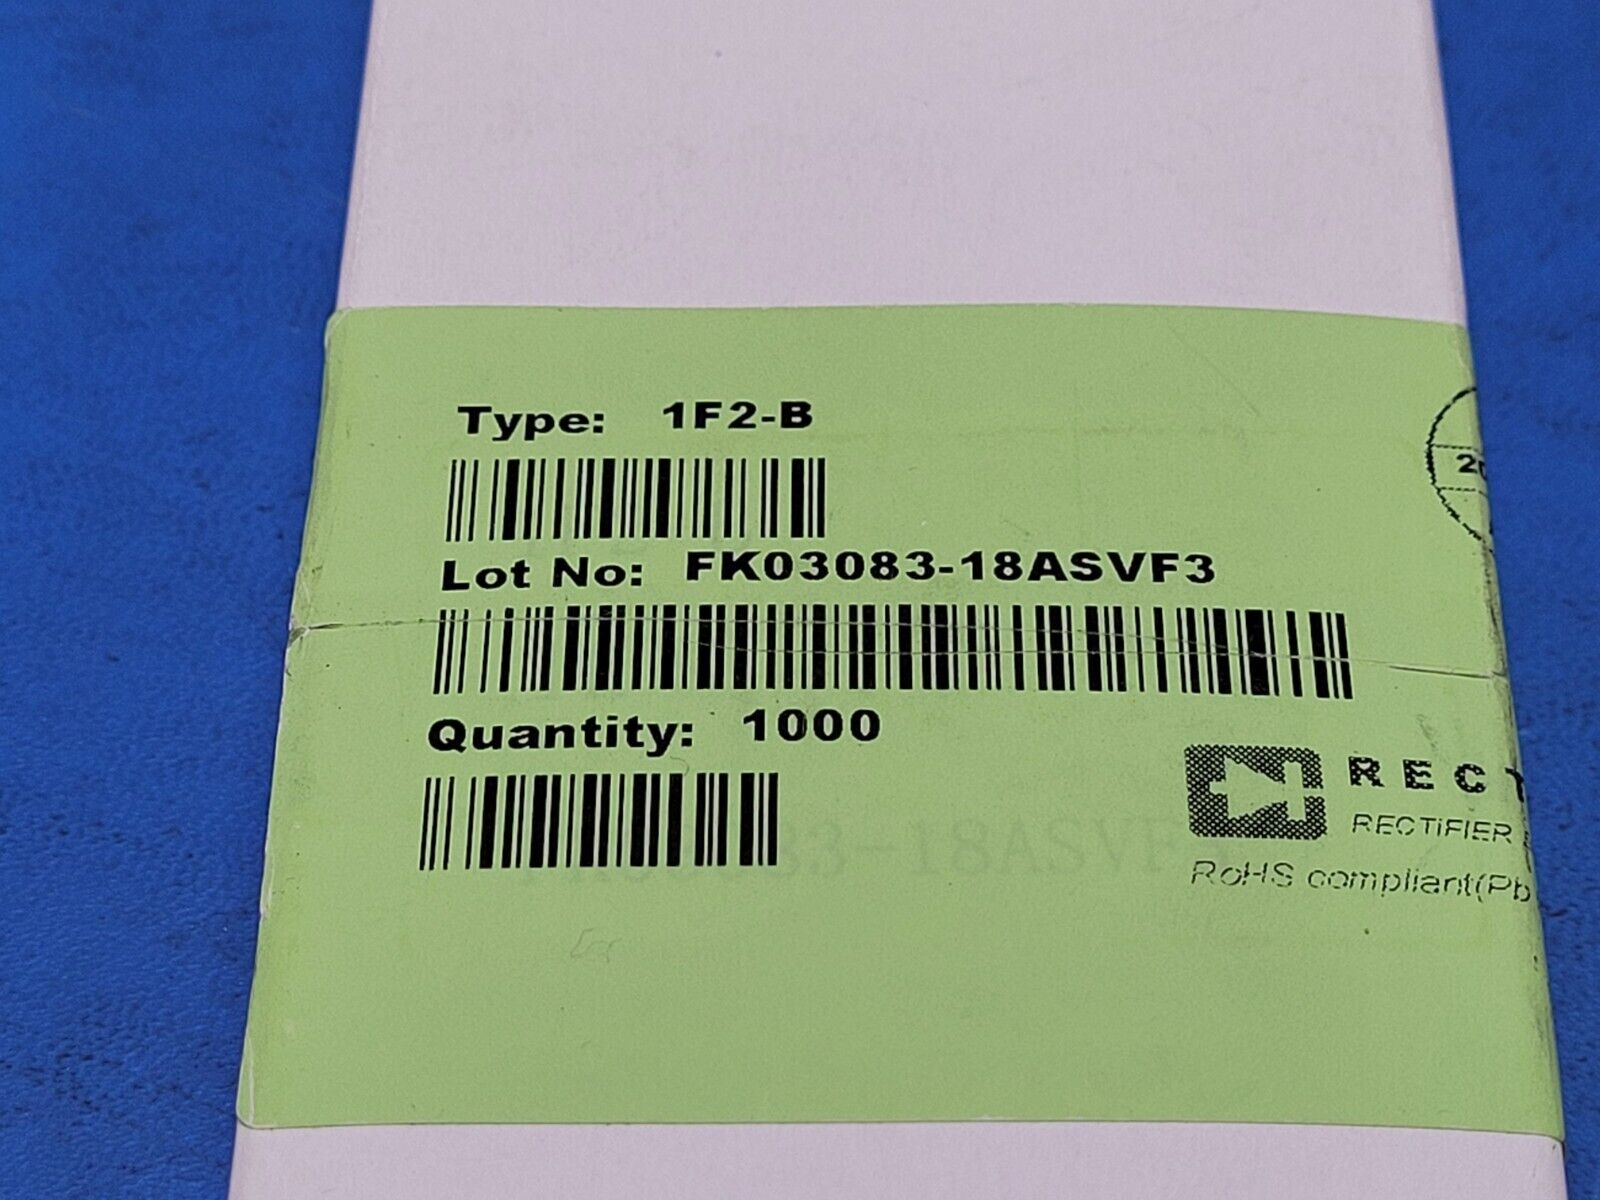 Type: 1F2-B
Lot No: FK03083-18ASVF3
Quantity: 1000
RECT
RECTIFIER
RoHS compliant(Pb